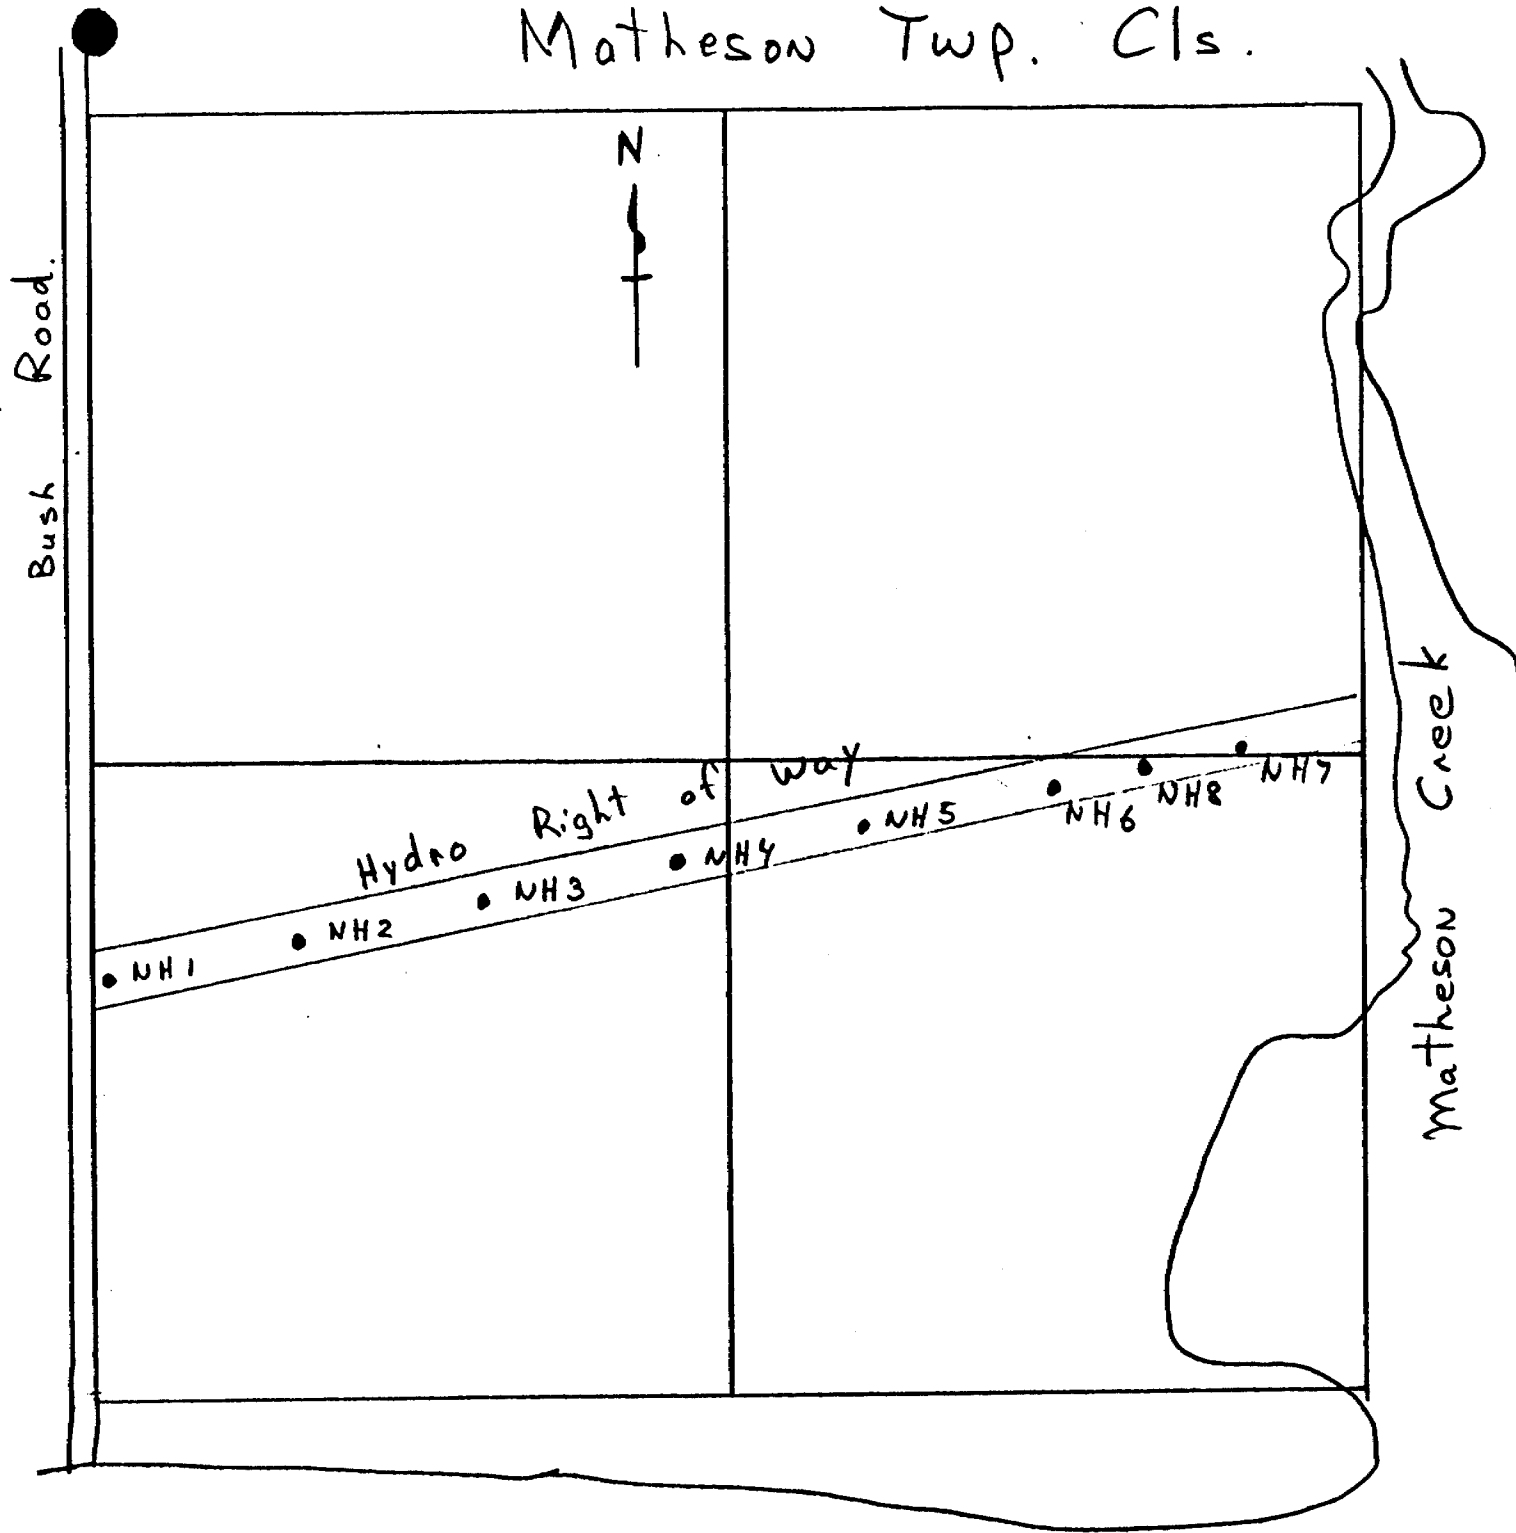 Matheson Twp. Cls.
N
Bush Road.
Hydro Right of Way
NH1
NH2
NH3
NH4
NH5
NH6
NH8
NH7
Matheson Creek